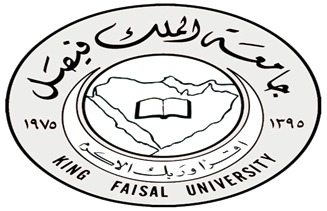 جامعة الملك فيصل
١٩٧٥ ١٣٩٥
اقرأ وربك الأكرم
KING FAISAL UNIVERSITY